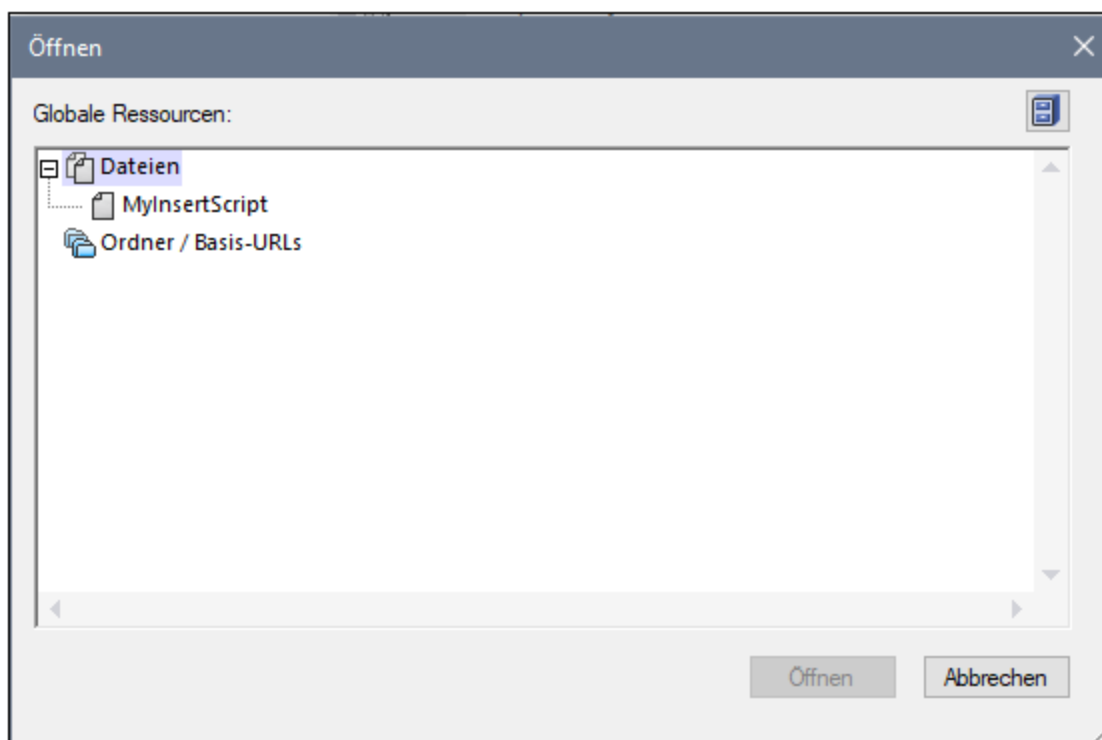 Öffnen
Globale Ressourcen:
Dateien
MyInsertScript
Ordner / Basis-URLs
Öffnen
Abbrechen